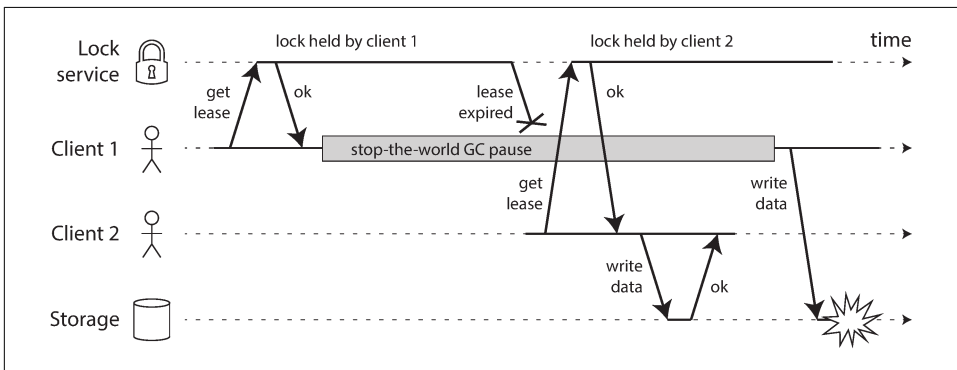 lock held by client 1
lock held by client 2
time
Lock
service
get
lease
ok
lease
expired
ok
Client 1
stop-the-world GC pause
get
lease
write
data
Client 2
write
data
ok
Storage